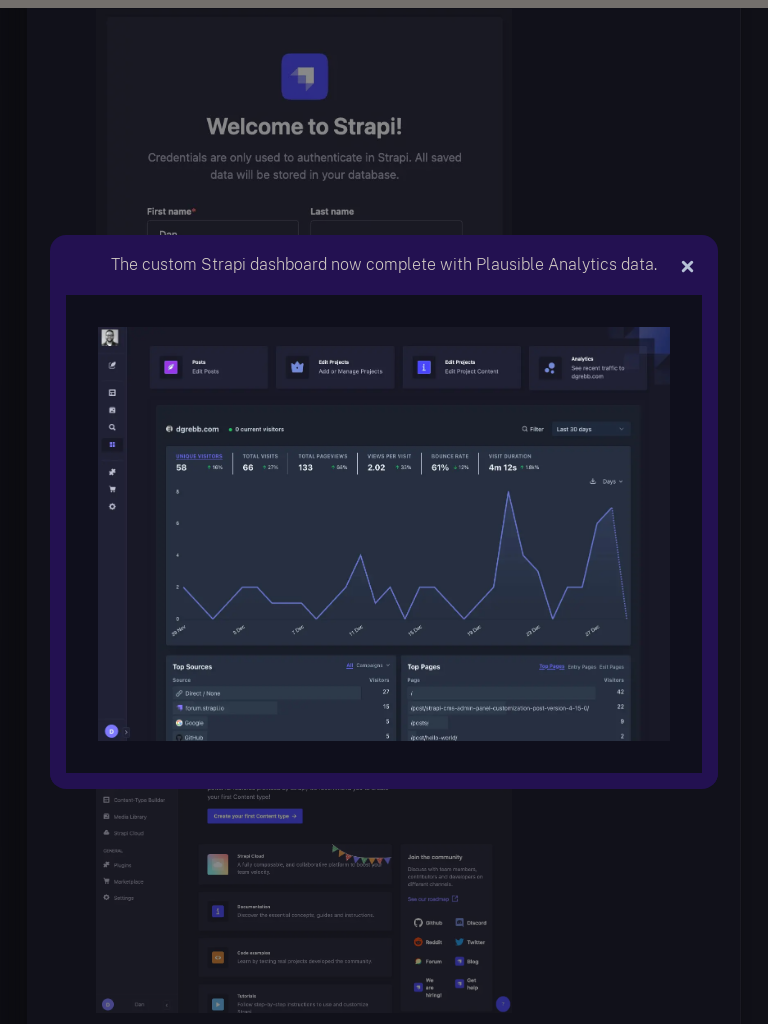 Welcome to Strapi!
Credentials are only used to authenticate in Strapi. All saved
data will be stored in your database.
First name*
Last name
The custom Strapi dashboard now complete with Plausible Analytics data.
Posts
Edit Posts
Edit Projects
Add or Manage Projects
Edit Projects
Edit Project Content
Analytics
See recent traffic to
dgrebb.com
dgrebb.com
0 current visitors
Filter
Last 30 days
UNIQUE VISITORS
58
TOTAL VISITS
66
27%
TOTAL PAGEVIEWS
133
VIEWS PER VISIT
2.02
BOUNCE RATE
61%
VISIT DURATION
4m 12s
Days
8
6
4
2
0
29 Nov
3 Dec
7 Dec
11 Dec
15 Dec
19 Dec
23 Dec
27 Dec
Top Sources
All
Campaigns
Source
Visitors
Direct / None
27
forum.strapi.io
15
Google
5
GitHub
5
Top Pages
Top Pages
Entry Pages
Exit Pages
Page
Visitors
/
42
/post/strapi-cms-admin-panel-customization-post-version-4-15-0/
22
/posts/
9
/post/hello-world/
2
D
your first Content type!
Create your first Content type
Content-Type Builder
Media Library
Strapi Cloud
GENERAL
Plugins
Marketplace
Settings
Strapi Cloud
A fully composable, and collaborative platform to boost your
team velocity.
Documentation
Discover the essential concepts, guides and instructions.
Code examples
Learn by testing real projects developed the community.
Tutorials
Follow step-by-step instructions to use and customize
Strapi.
Join the community
Discuss with team members,
contributors and developers on
different channels.
See our roadmap
Github
Discord
Reddit
Twitter
Forum
Blog
We
are
hiring!
Get
help
D
Dan